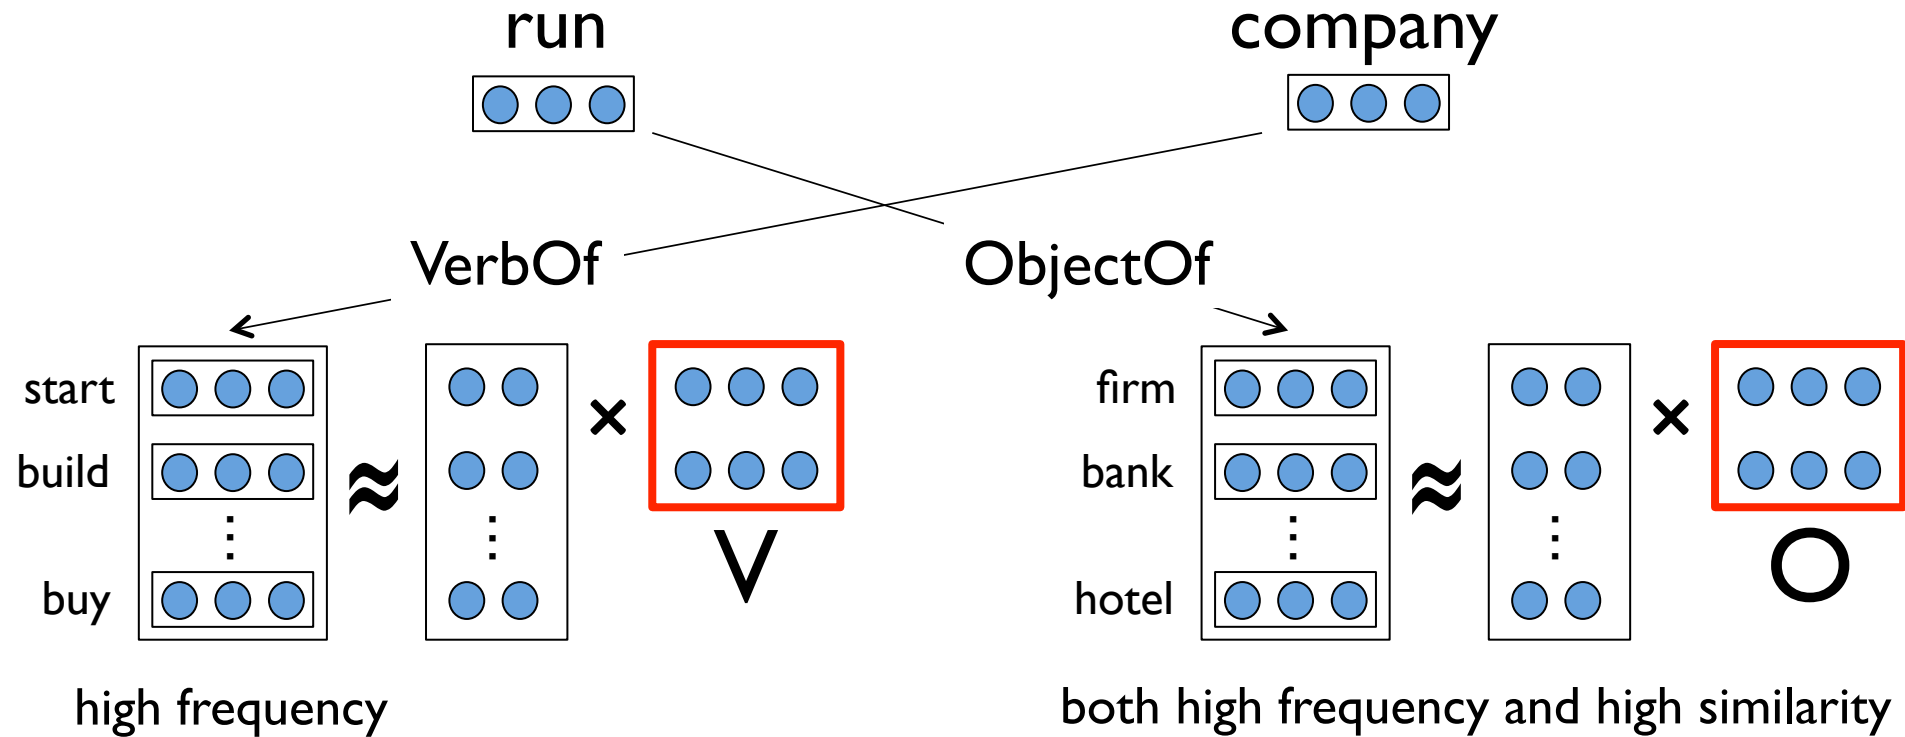 run
company
VerbOf
ObjectOf
start
build
⋮
buy
≈
×
V
firm
bank
⋮
hotel
≈
×
O
high frequency
both high frequency and high similarity